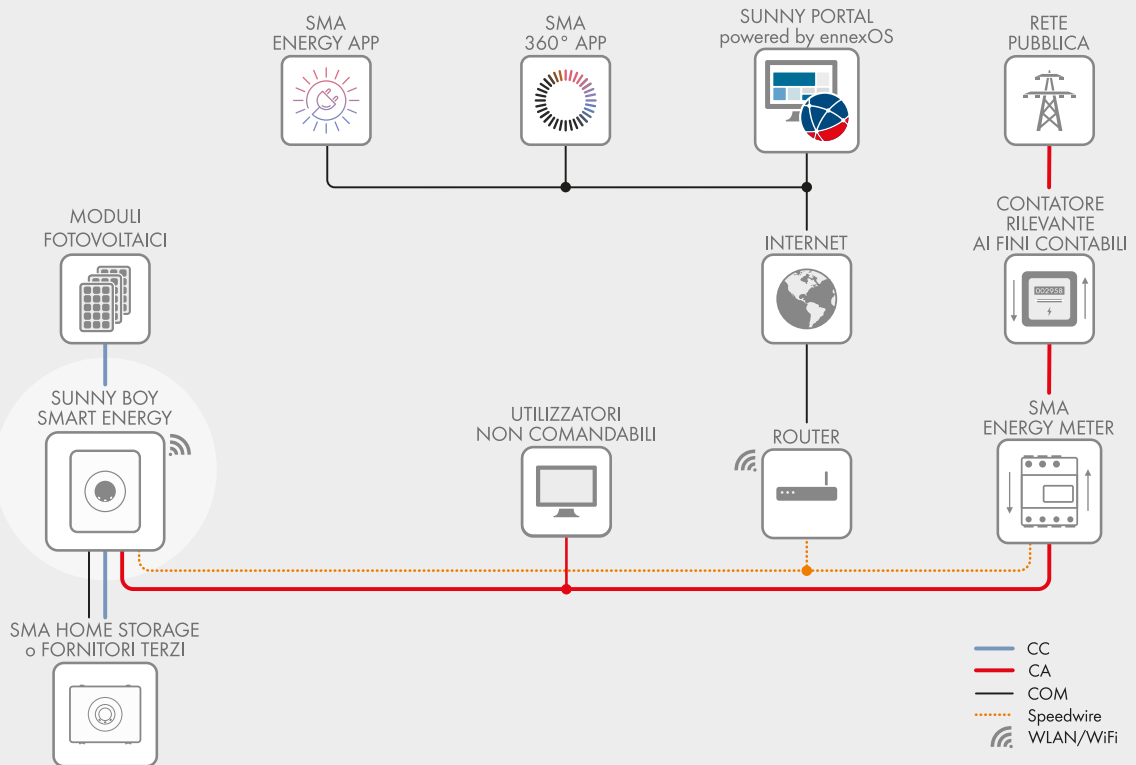 SMA
ENERGY APP
SMA
360° APP
SUNNY PORTAL
powered by ennexOS
RETE
PUBBLICA
MODULI
FOTOVOLTAICI
INTERNET
CONTATORE
RILEVANTE
AI FINI CONTABILI
002958
SUNNY BOY
SMART ENERGY
UTILIZZATORI
NON COMANDABILI
ROUTER
SMA
ENERGY METER
SMA HOME STORAGE
o FORNITORI TERZI
CC
CA
COM
Speedwire
WLAN/WiFi